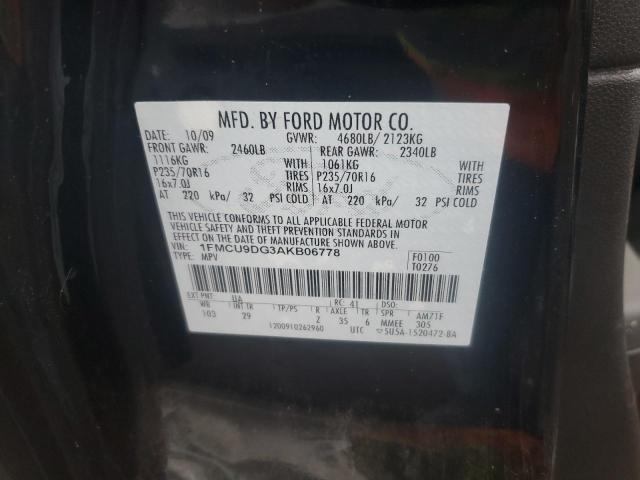 MFD. BY FORD MOTOR CO.
DATE: 10/09 GVWR: 4680LB/ 2123KG
FRONT GAWR: 2460LB REAR GAWR: 2340LB
1116KG WITH 1061KG WITH
P235/70R16 TIRES P235/70R16 TIRES
16x7.0J RIMS 16x7.0J RIMS
AT 220 kPa/ 32 PSI COLD AT 220 kPa/ 32 PSI COLD
THIS VEHICLE CONFORMS TO ALL APPLICABLE FEDERAL MOTOR
VEHICLE SAFETY AND THEFT PREVENTION STANDARDS IN
EFFECT ON THE DATE OF MANUFACTURE SHOWN ABOVE.
VIN: 1FMCU9DG3AKB06778 F0100
TYPE: MPV T0276
EXT PNT: UA RC: 41 DSO:
WB INT TR TP/PS R AXLE TR SPR AM7TF
103 29 Z 35 6 MMEE 305
1200910262960 UTC 5U5A-1520472-BA